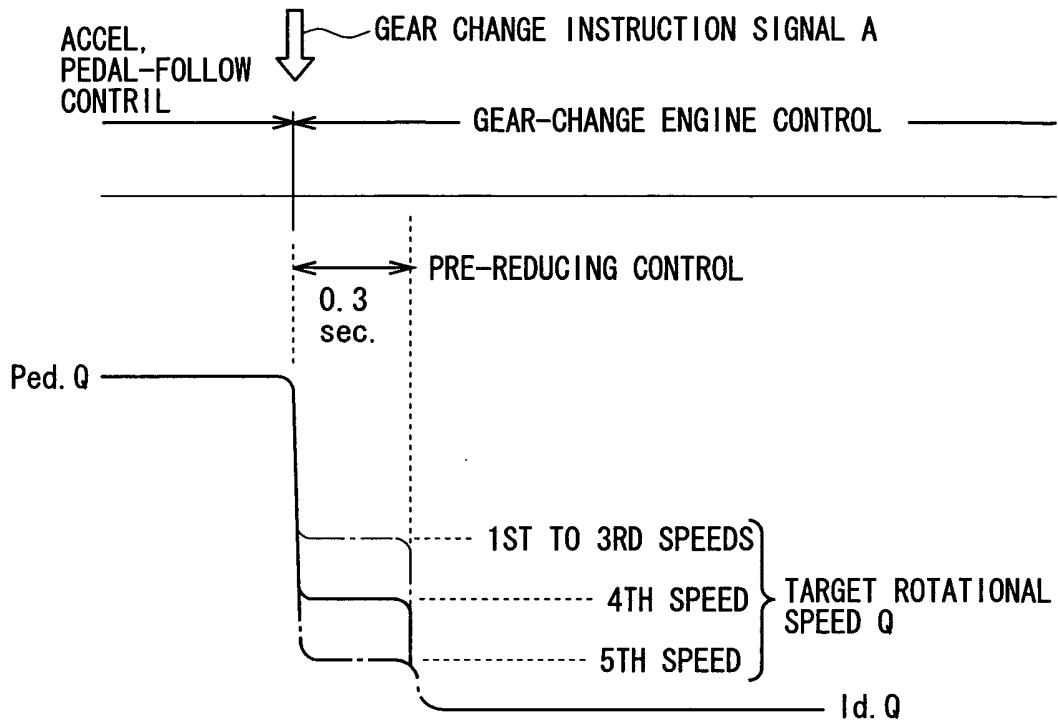 ACCEL,
PEDAL-FOLLOW
CONTRIL
GEAR CHANGE INSTRUCTION SIGNAL A
GEAR-CHANGE ENGINE CONTROL
PRE-REDUCING CONTROL
0.3
sec.
Ped.Q
1ST TO 3RD SPEEDS
4TH SPEED
5TH SPEED
TARGET ROTATIONAL
SPEED Q
Id.Q